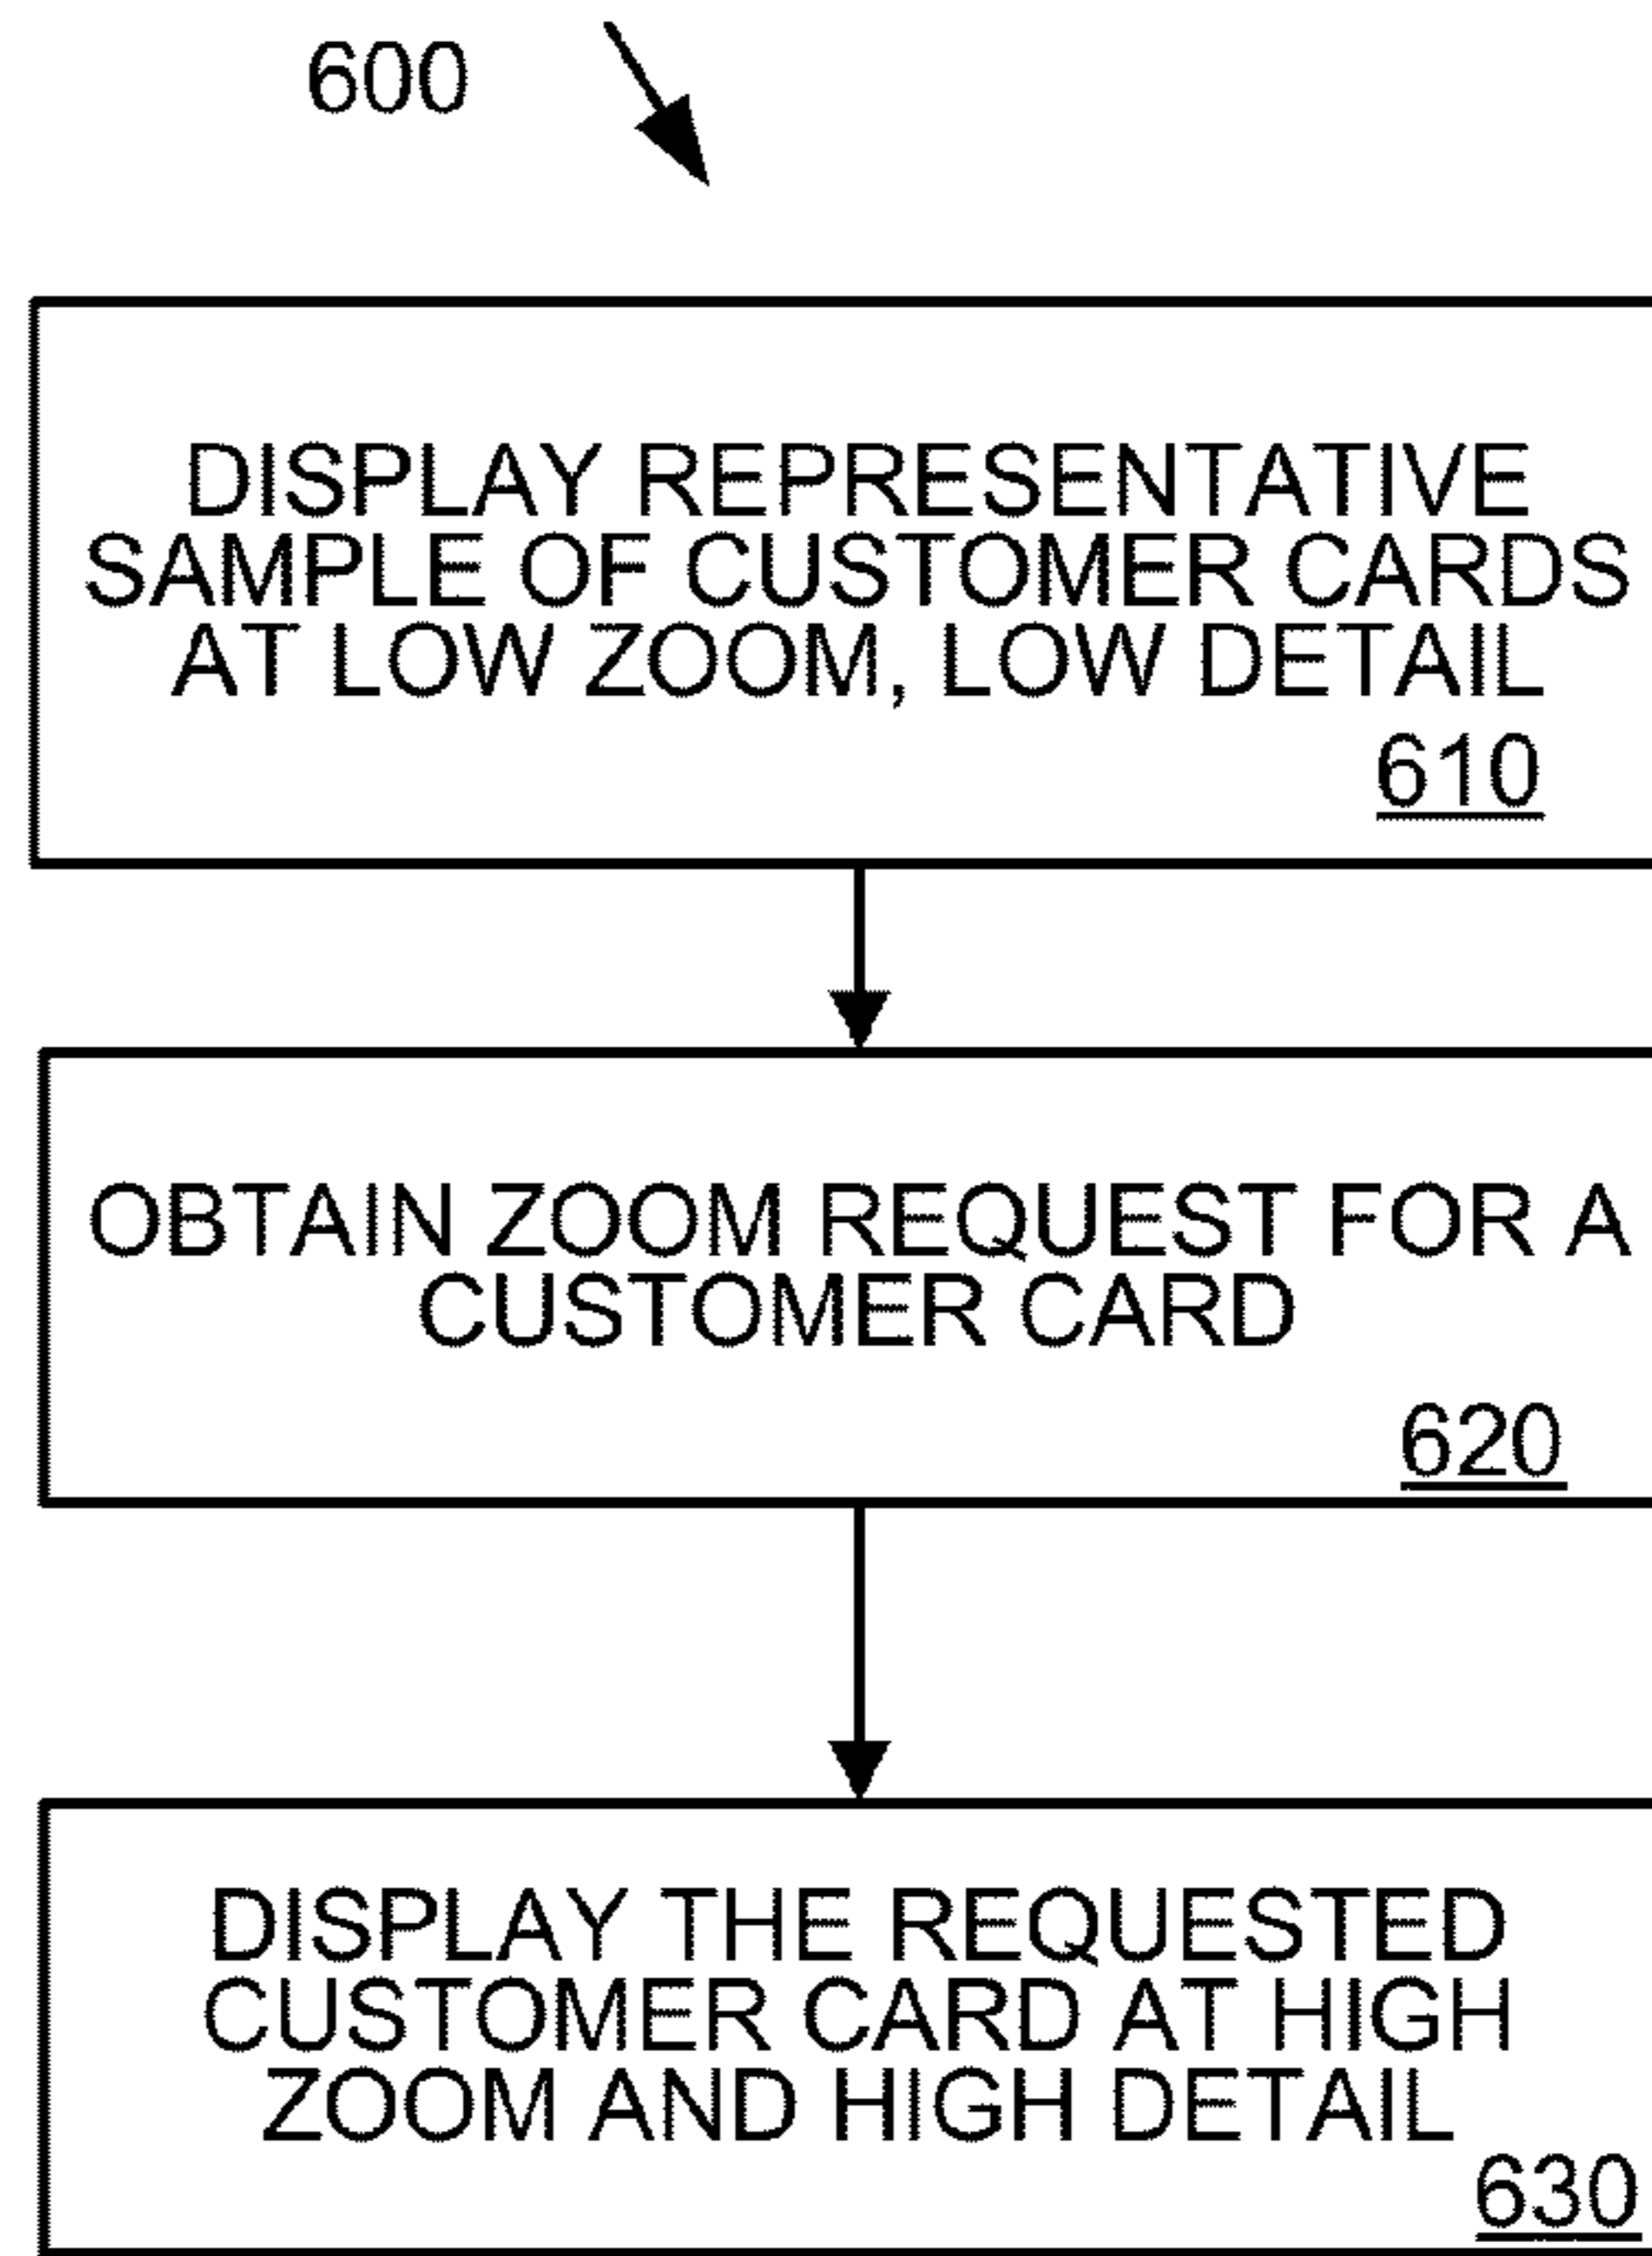 600
DISPLAY REPRESENTATIVE
SAMPLE OF CUSTOMER CARDS
AT LOW ZOOM, LOW DETAIL
610
OBTAIN ZOOM REQUEST FOR A
CUSTOMER CARD
620
DISPLAY THE REQUESTED
CUSTOMER CARD AT HIGH
ZOOM AND HIGH DETAIL
630